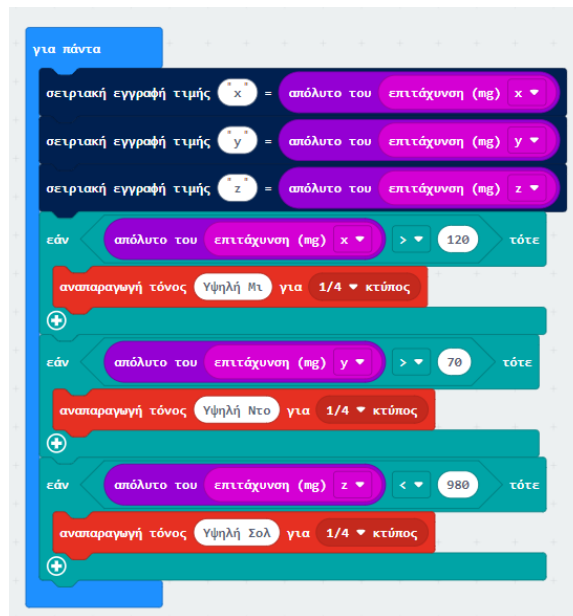 για πάντα
σειριακή εγγραφή τιμής "x" = απόλυτο του επιτάχυνση (mg) x
σειριακή εγγραφή τιμής "y" = απόλυτο του επιτάχυνση (mg) y
σειριακή εγγραφή τιμής "z" = απόλυτο του επιτάχυνση (mg) z
εάν απόλυτο του επιτάχυνση (mg) x > 120 τότε
αναπαραγωγή τόνος Υψηλή Μι για 1/4 κτύπος
εάν απόλυτο του επιτάχυνση (mg) y > 70 τότε
αναπαραγωγή τόνος Υψηλή Ντο για 1/4 κτύπος
εάν απόλυτο του επιτάχυνση (mg) z < 980 τότε
αναπαραγωγή τόνος Υψηλή Σολ για 1/4 κτύπος